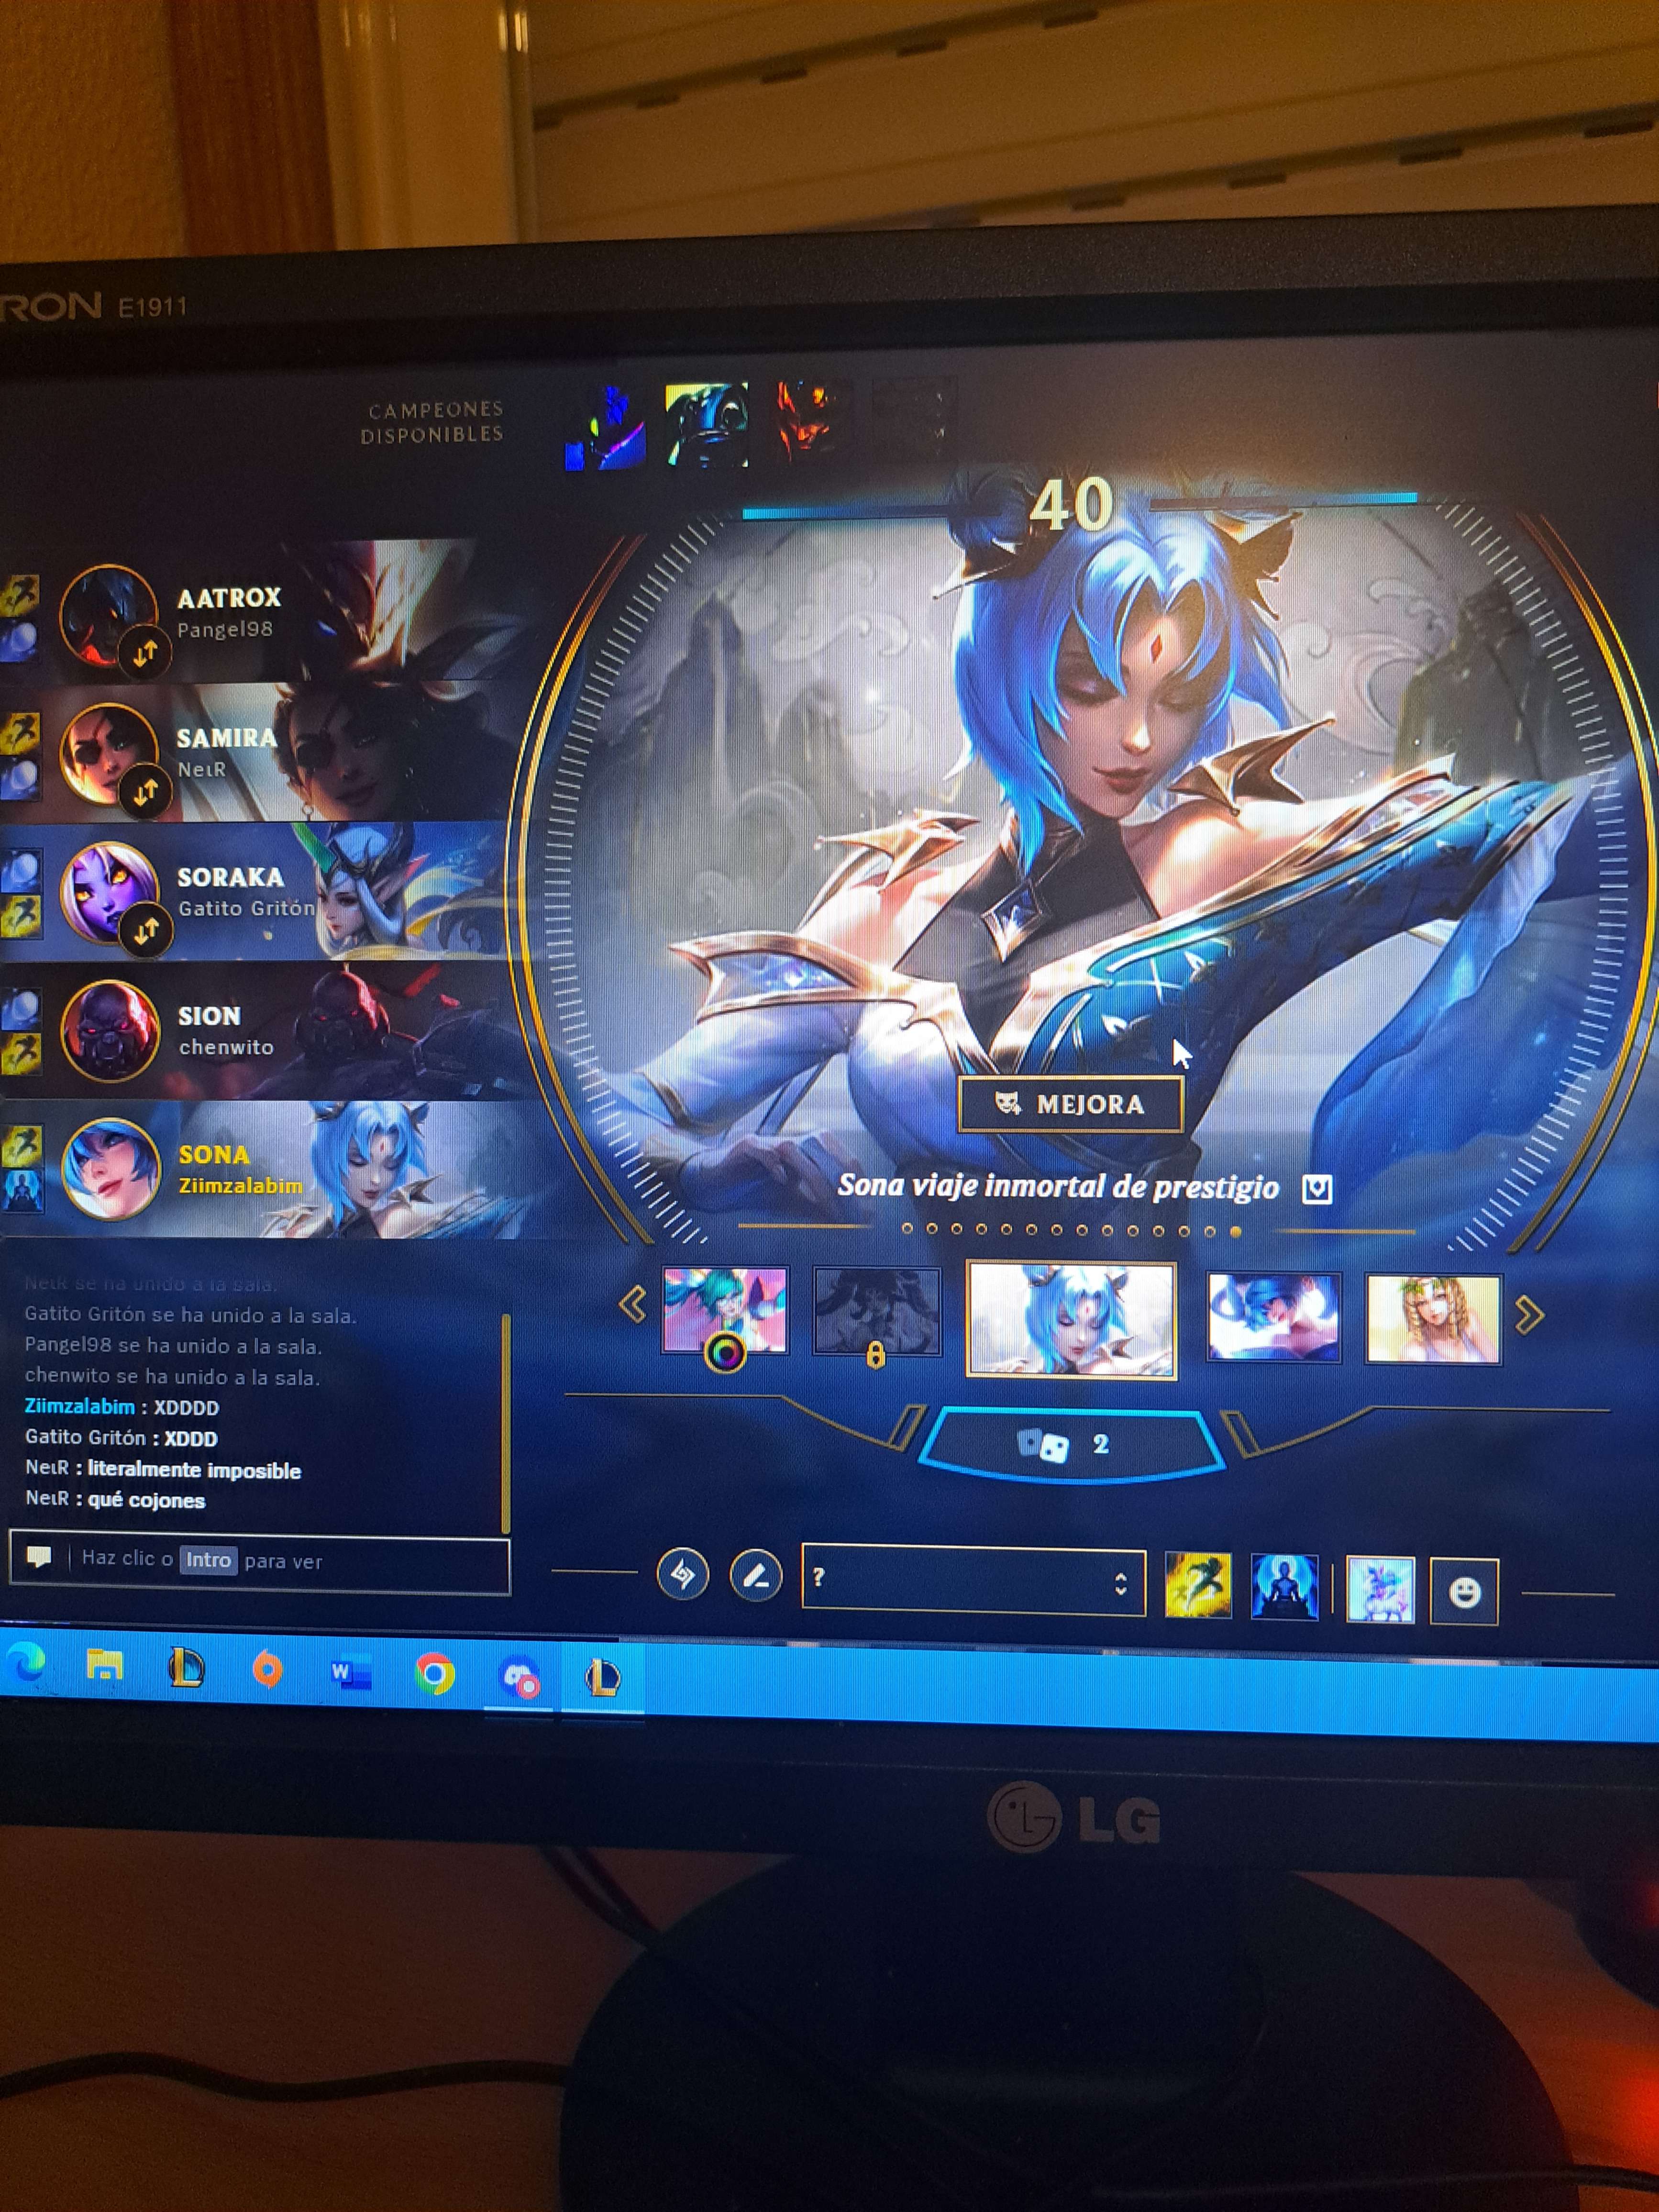 RON E1911
CAMPEONES
DISPONIBLES
40
AATROX
Pangel98
SAMIRA
NeιR
SORAKA
Gatito Gritón
SION
chenwito
SONA
Ziimzalabim
MEJORA
Sona viaje inmortal de prestigio
NeιR se ha unido a la sala.
Gatito Gritón se ha unido a la sala.
Pangel98 se ha unido a la sala.
chenwito se ha unido a la sala.
Ziimzalabim : XDDDD
Gatito Gritón : XDDD
NeιR : literalmente imposible
NeιR : qué cojones
Haz clic o Intro para ver
2
?
W
LG